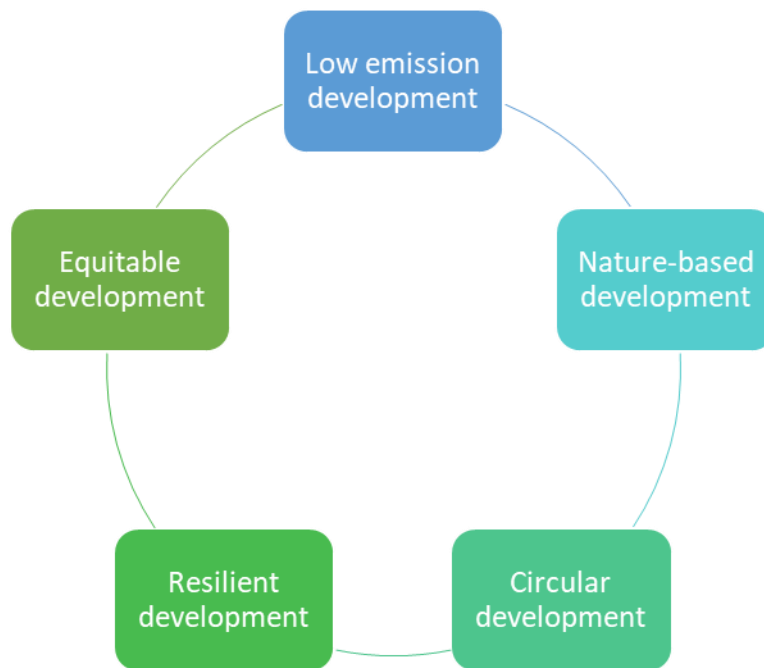 Low emission
development
Nature-based
development
Circular
development
Resilient
development
Equitable
development